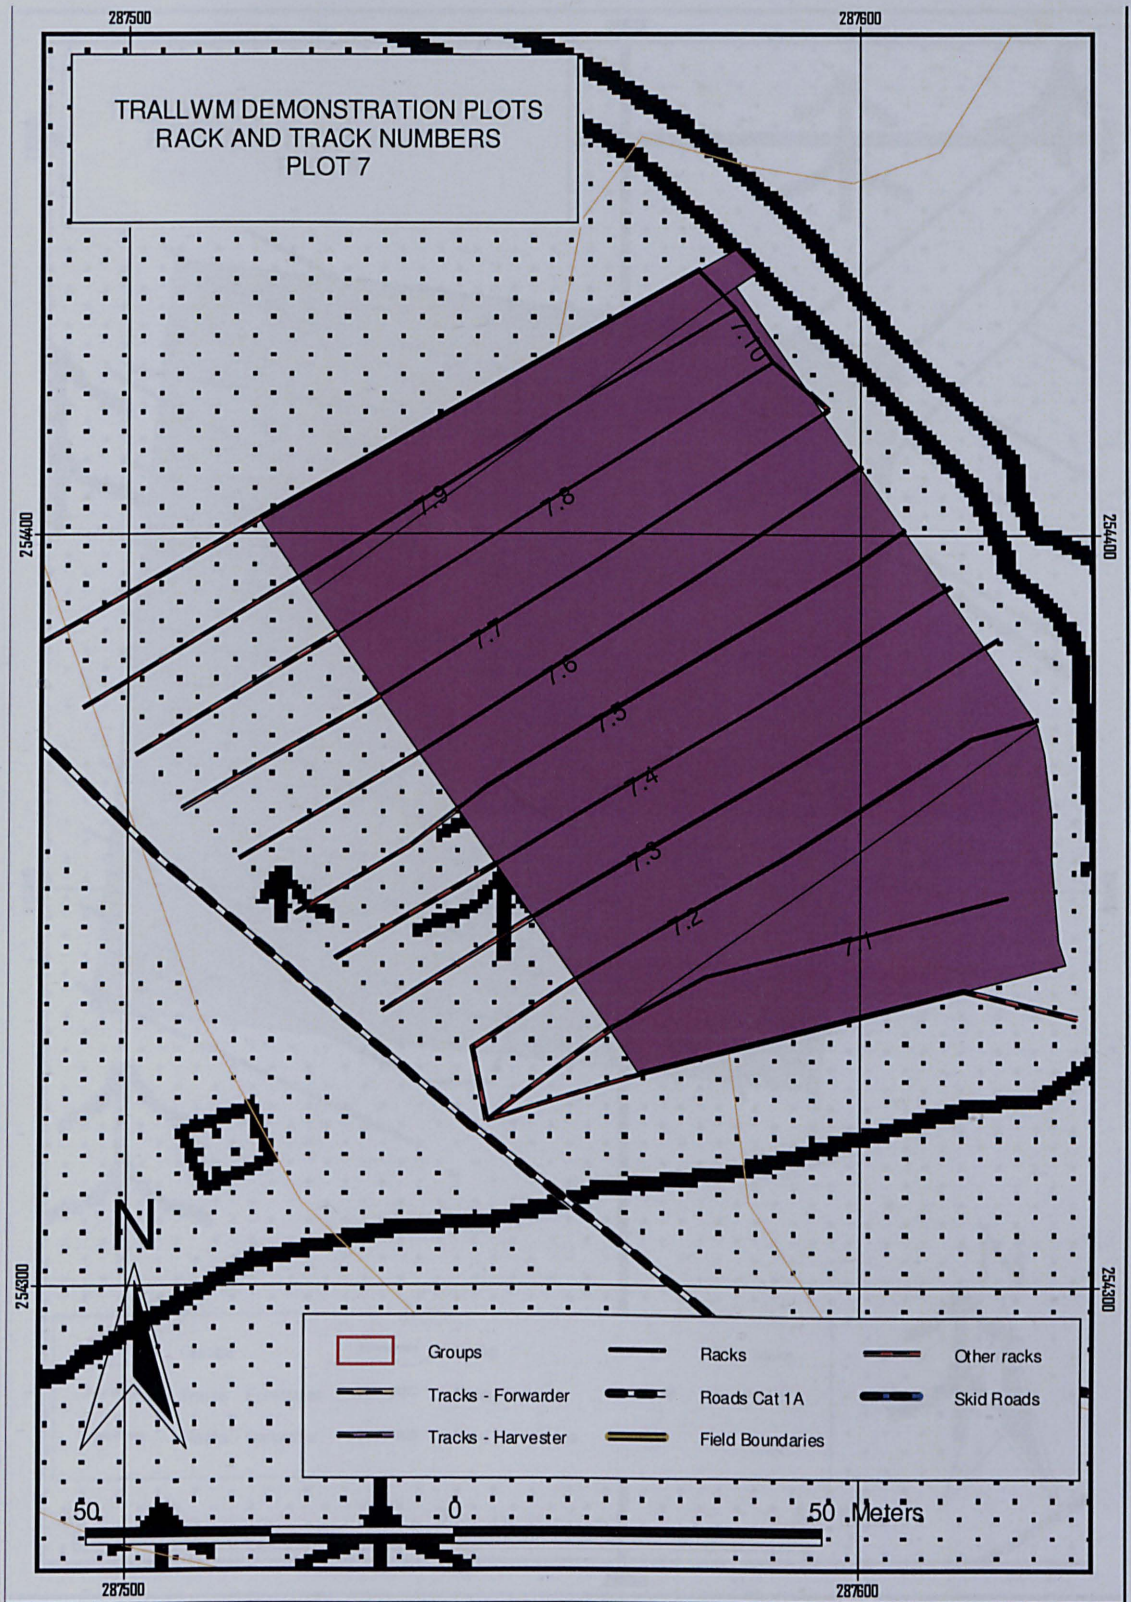 287500 287600
TRALLWM DEMONSTRATION PLOTS
RACK AND TRACK NUMBERS
PLOT 7
7.10
7.9
7.8
254400 254400
7.7
7.6
7.5
7.4
7.3
7.2
7.1
N
254300 254300
Groups Racks Other racks
Tracks - Forwarder Roads Cat 1A Skid Roads
Tracks - Harvester Field Boundaries
50 0 50 Meters
287500 287600